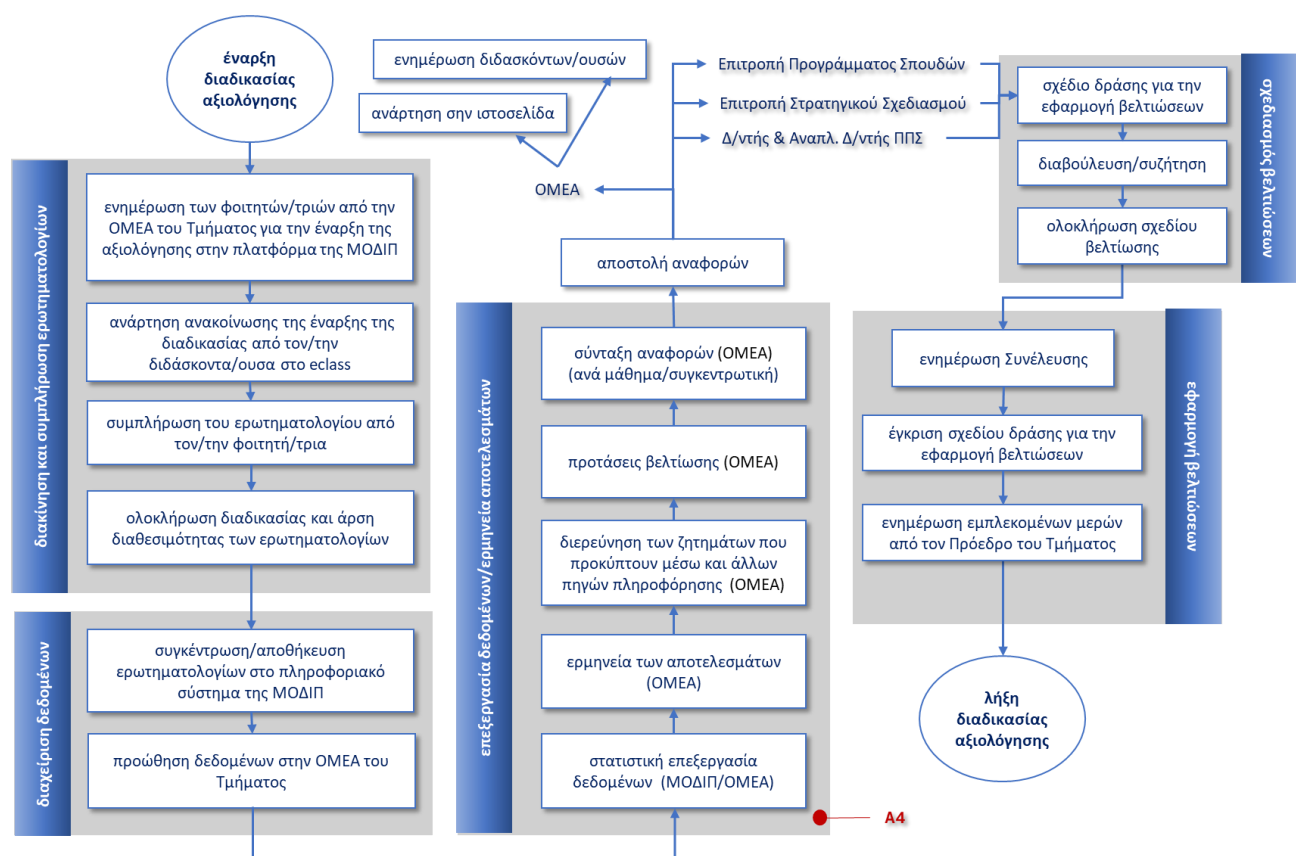 έναρξη
διαδικασίας
αξιολόγησης
διακίνηση και συμπλήρωση ερωτηματολογίων
ενημέρωση των φοιτητών/τριών από την
ΟΜΕΑ του Τμήματος για την έναρξη της
αξιολόγησης στην πλατφόρμα της ΜΟΔΙΠ
ανάρτηση ανακοίνωσης της έναρξης της
διαδικασίας από τον/την
διδάσκοντα/ουσα στο eclass
συμπλήρωση του ερωτηματολογίου από
τον/την φοιτητή/τρια
ολοκλήρωση διαδικασίας και άρση
διαθεσιμότητας των ερωτηματολογίων
διαχείριση δεδομένων
συγκέντρωση/αποθήκευση
ερωτηματολογίων στο πληροφοριακό
σύστημα της ΜΟΔΙΠ
προώθηση δεδομένων στην ΟΜΕΑ του
Τμήματος
επεξεργασία δεδομένων/ερμηνεία αποτελεσμάτων
στατιστική επεξεργασία
δεδομένων (ΜΟΔΙΠ/ΟΜΕΑ)
Α4
ερμηνεία των αποτελεσμάτων
(ΟΜΕΑ)
διερεύνηση των ζητημάτων που
προκύπτουν μέσω και άλλων
πηγών πληροφόρησης (ΟΜΕΑ)
προτάσεις βελτίωσης (ΟΜΕΑ)
σύνταξη αναφορών (ΟΜΕΑ)
(ανά μάθημα/συγκεντρωτική)
αποστολή αναφορών
ΟΜΕΑ
ανάρτηση σην ιστοσελίδα
ενημέρωση διδασκόντων/ουσών
Επιτροπή Προγράμματος Σπουδών
Επιτροπή Στρατηγικού Σχεδιασμού
Δ/ντής & Αναπλ. Δ/ντής ΠΠΣ
σχεδιασμός βελτιώσεων
σχέδιο δράσης για την
εφαρμογή βελτιώσεων
διαβούλευση/συζήτηση
ολοκλήρωση σχεδίου
βελτίωσης
εφαρμογή βελτιώσεων
ενημέρωση Συνέλευσης
έγκριση σχεδίου δράσης για την
εφαρμογή βελτιώσεων
ενημέρωση εμπλεκομένων μερών
από τον Πρόεδρο του Τμήματος
λήξη
διαδικασίας
αξιολόγησης